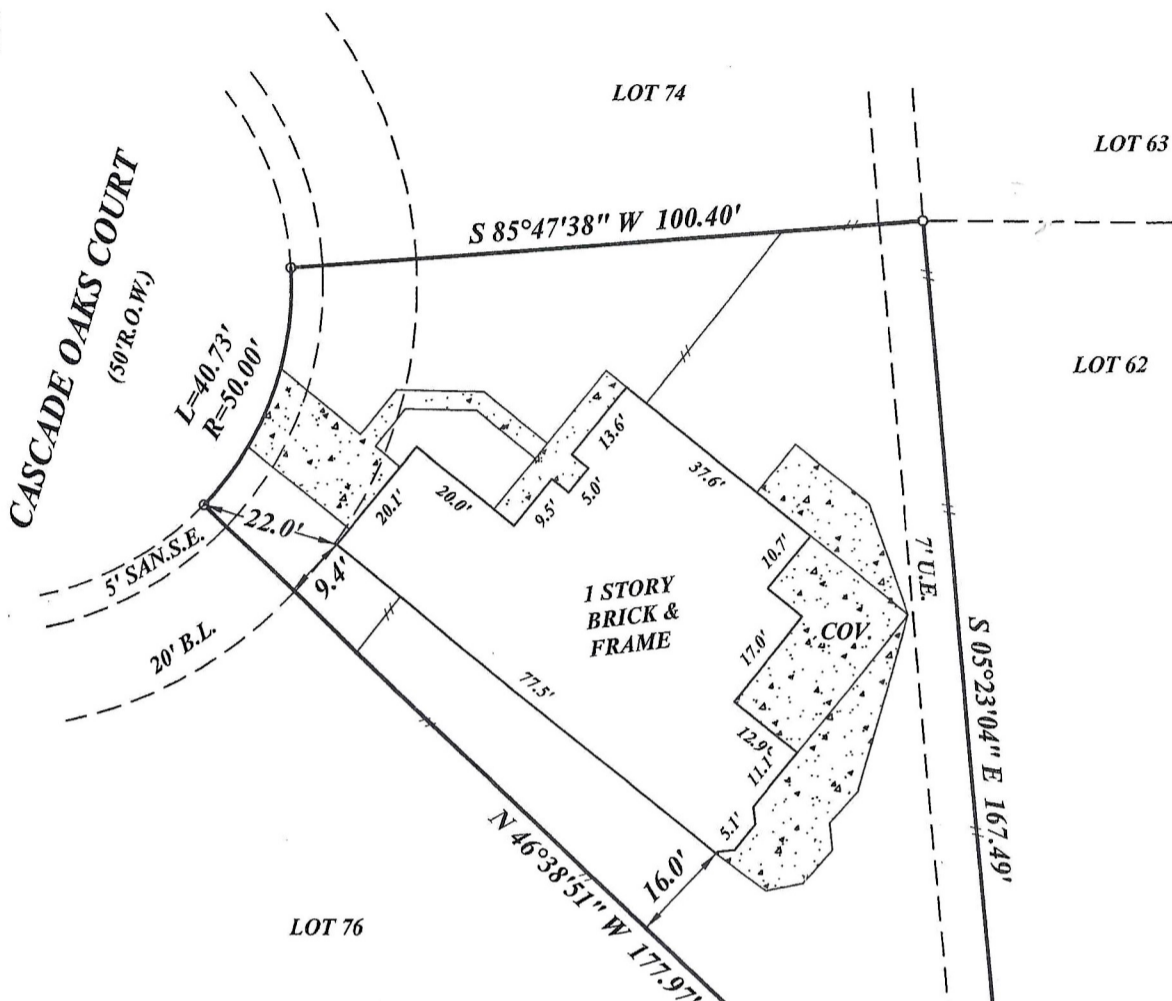 LOT 74
LOT 63
CASCADE OAKS COURT
(50'R.O.W.)
S 85°47'38" W 100.40'
LOT 62
L=40.73'
R=50.00'
13.6'
37.6'
20.1'
20.0'
9.5'
5.0'
22.0'
5' SAN.S.E.
9.4'
20' B.L.
10.7'
7' U.E.
1 STORY
BRICK &
FRAME
COV.
17.0'
S 05°23'04" E 167.49'
77.5'
12.9'
11.1'
5.1'
16.0'
N 46°38'51" W 177.97'
LOT 76